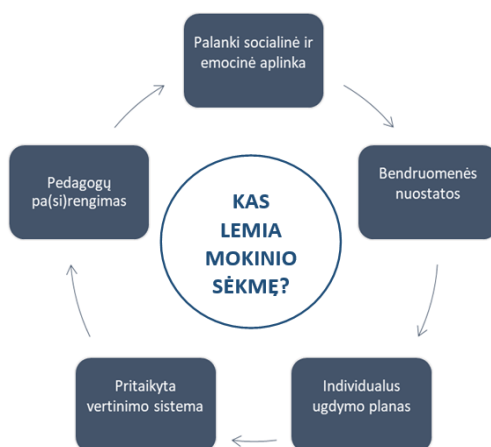 Palanki socialinė ir
emocinė aplinka
Bendruomenės
nuostatos
Individualus
ugdymo planas
Pritaikyta
vertinimo sistema
Pedagogų
pa(si)rengimas
KAS
LEMIA
MOKINIO
SĖKMĘ?